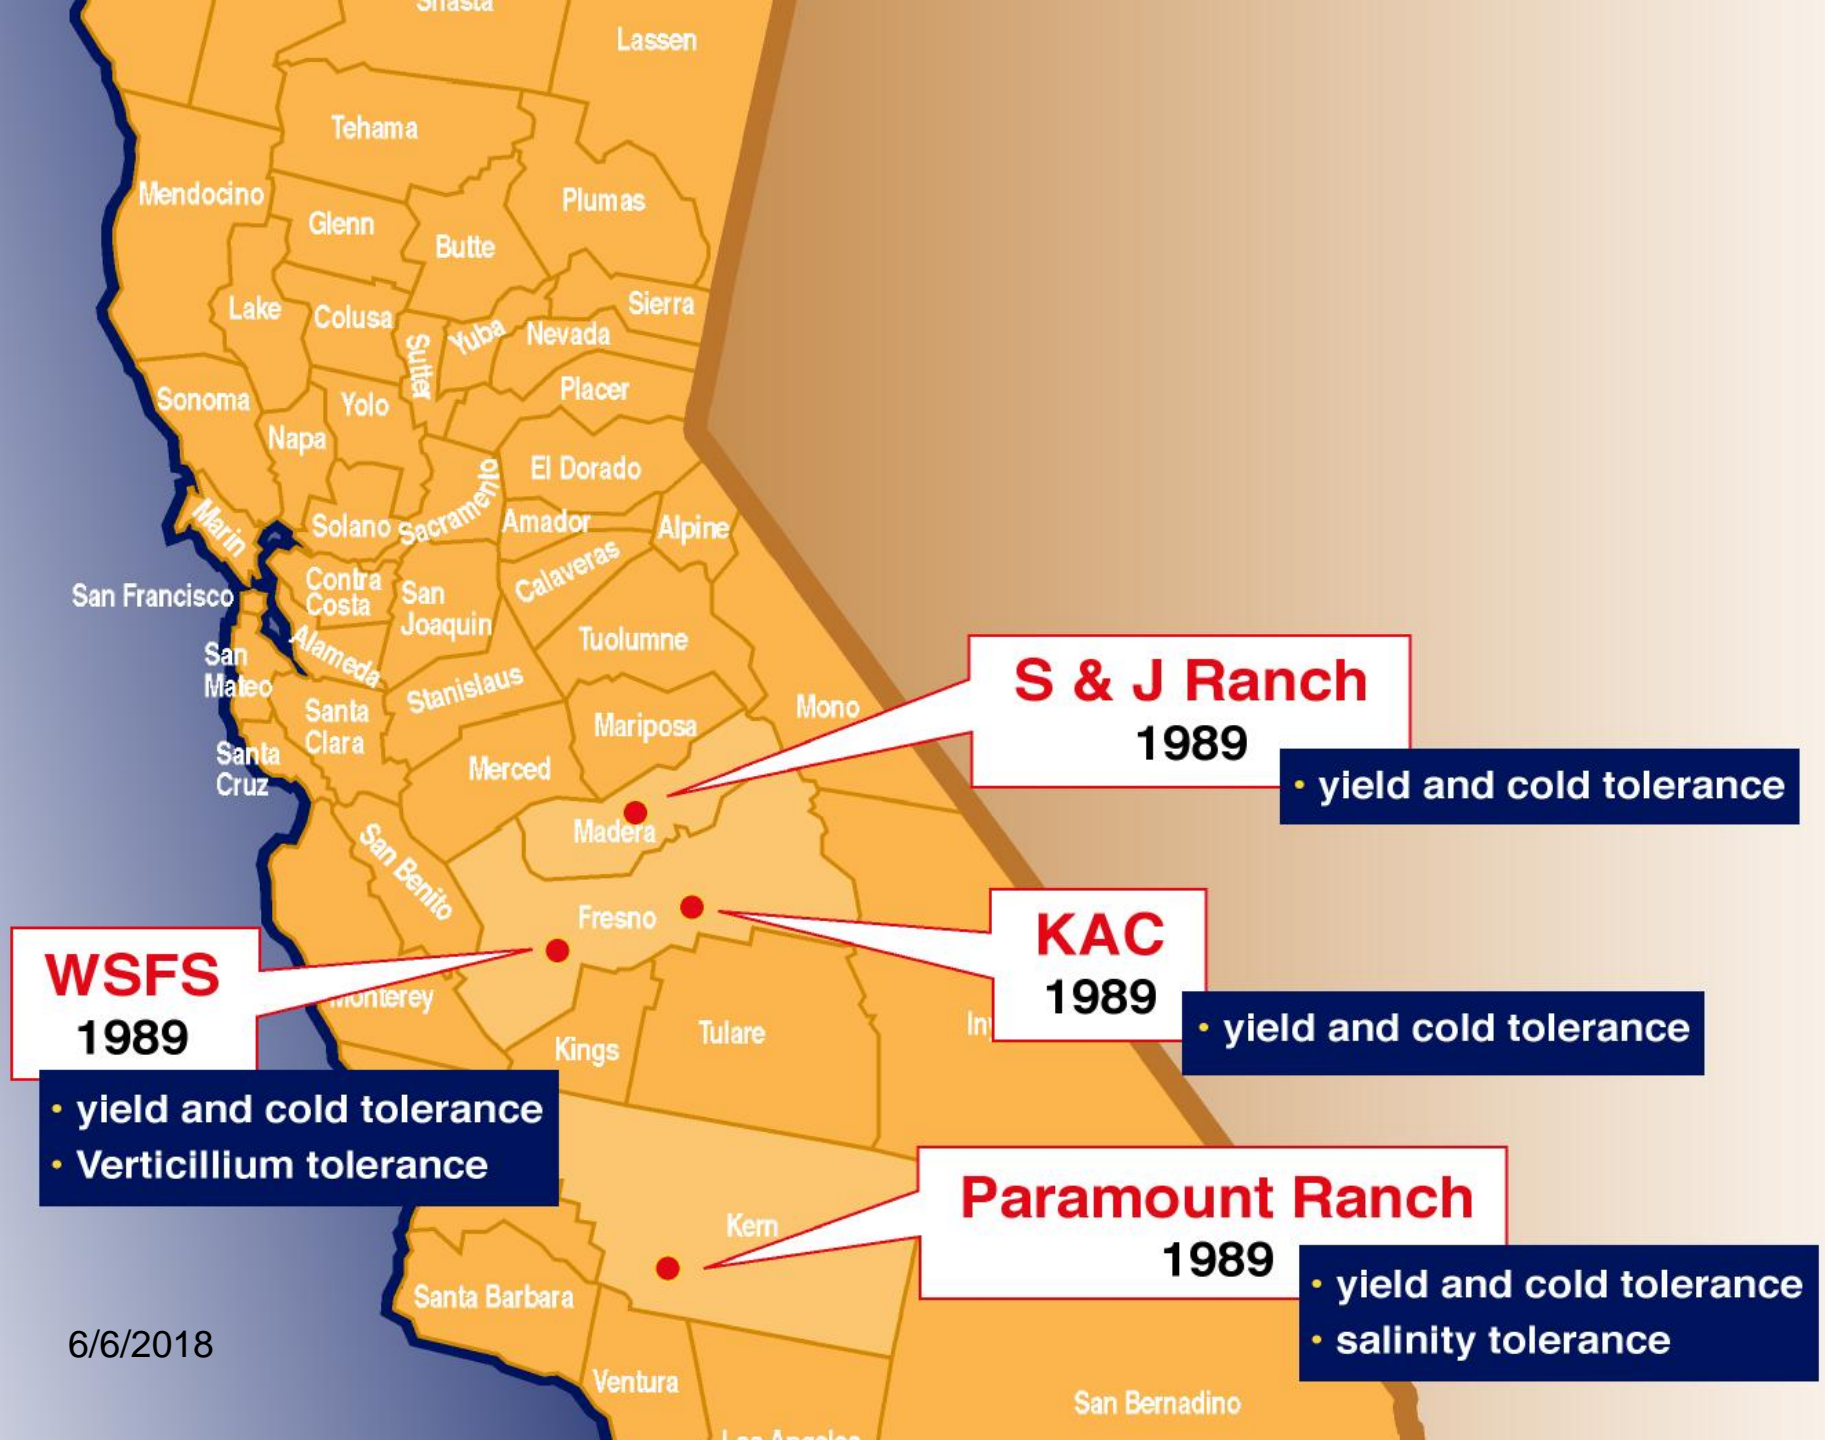 Shasta
Lassen
Tehama
Mendocino
Plumas
Glenn
Butte
Lake
Colusa
Sutter
Yuba
Nevada
Sierra
Placer
Sonoma
Yolo
Napa
El Dorado
Marin
Solano
Sacramento
Amador
Alpine
Calaveras
San Francisco
Contra
Costa
San
Joaquin
Alameda
Tuolumne
San
Mateo
Stanislaus
Santa
Clara
Mariposa
Mono
Santa
Cruz
Merced
S & J Ranch
1989
• yield and cold tolerance
Madera
San Benito
Fresno
KAC
1989
• yield and cold tolerance
WSFS
1989
• yield and cold tolerance
• Verticillium tolerance
Monterey
Kings
Tulare
Iny
Paramount Ranch
1989
• yield and cold tolerance
• salinity tolerance
Kern
Santa Barbara
6/6/2018
Ventura
San Bernadino
Los Angeles